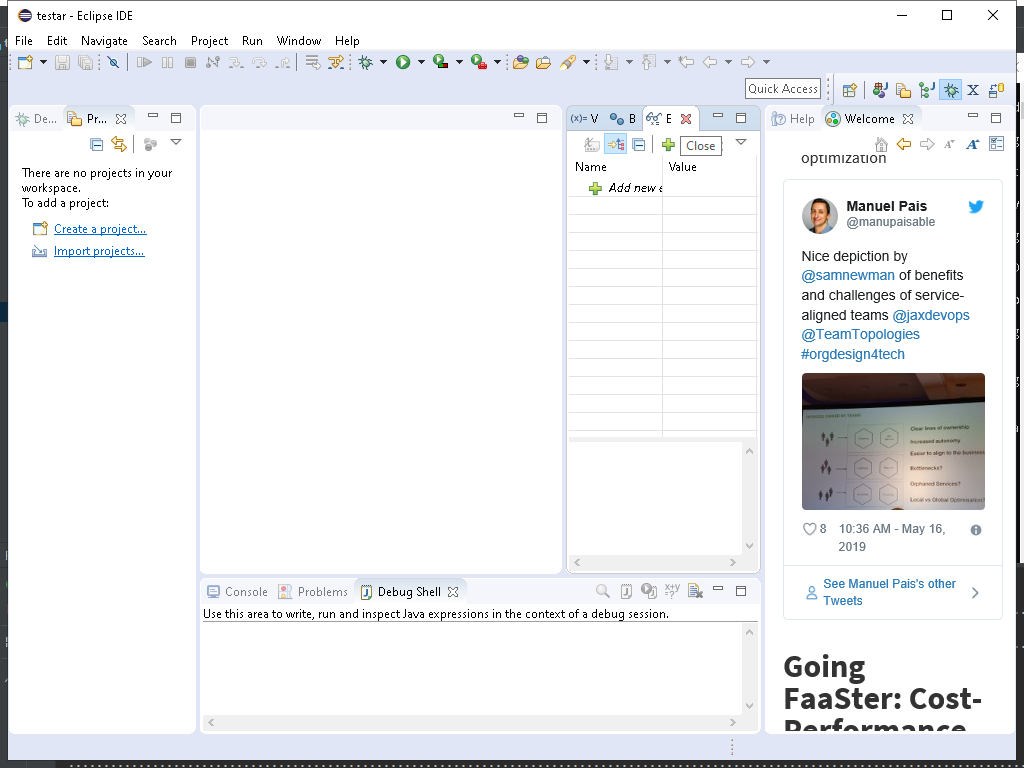 testar - Eclipse IDE
File Edit Navigate Search Project Run Window Help
Quick Access
De... Pr...
There are no projects in your
workspace.
To add a project:
Create a project...
Import projects...
(x)= V B E
Close
Name Value
Add new e
Help Welcome
optimization
Manuel Pais
@manupaisable
Nice depiction by
@samnewman of benefits
and challenges of service-
aligned teams @jaxdevops
@TeamTopologies
#orgdesign4tech
Clear lines of ownership
Increased autonomy
Easier to align to the business
Bottlenecks?
Orphaned Services?
Local vs Global Optimisation?
8 10:36 AM - May 16,
2019
See Manuel Pais's other
Tweets
Going
FaaSter: Cost-
Performance
Console Problems Debug Shell
Use this area to write, run and inspect Java expressions in the context of a debug session.